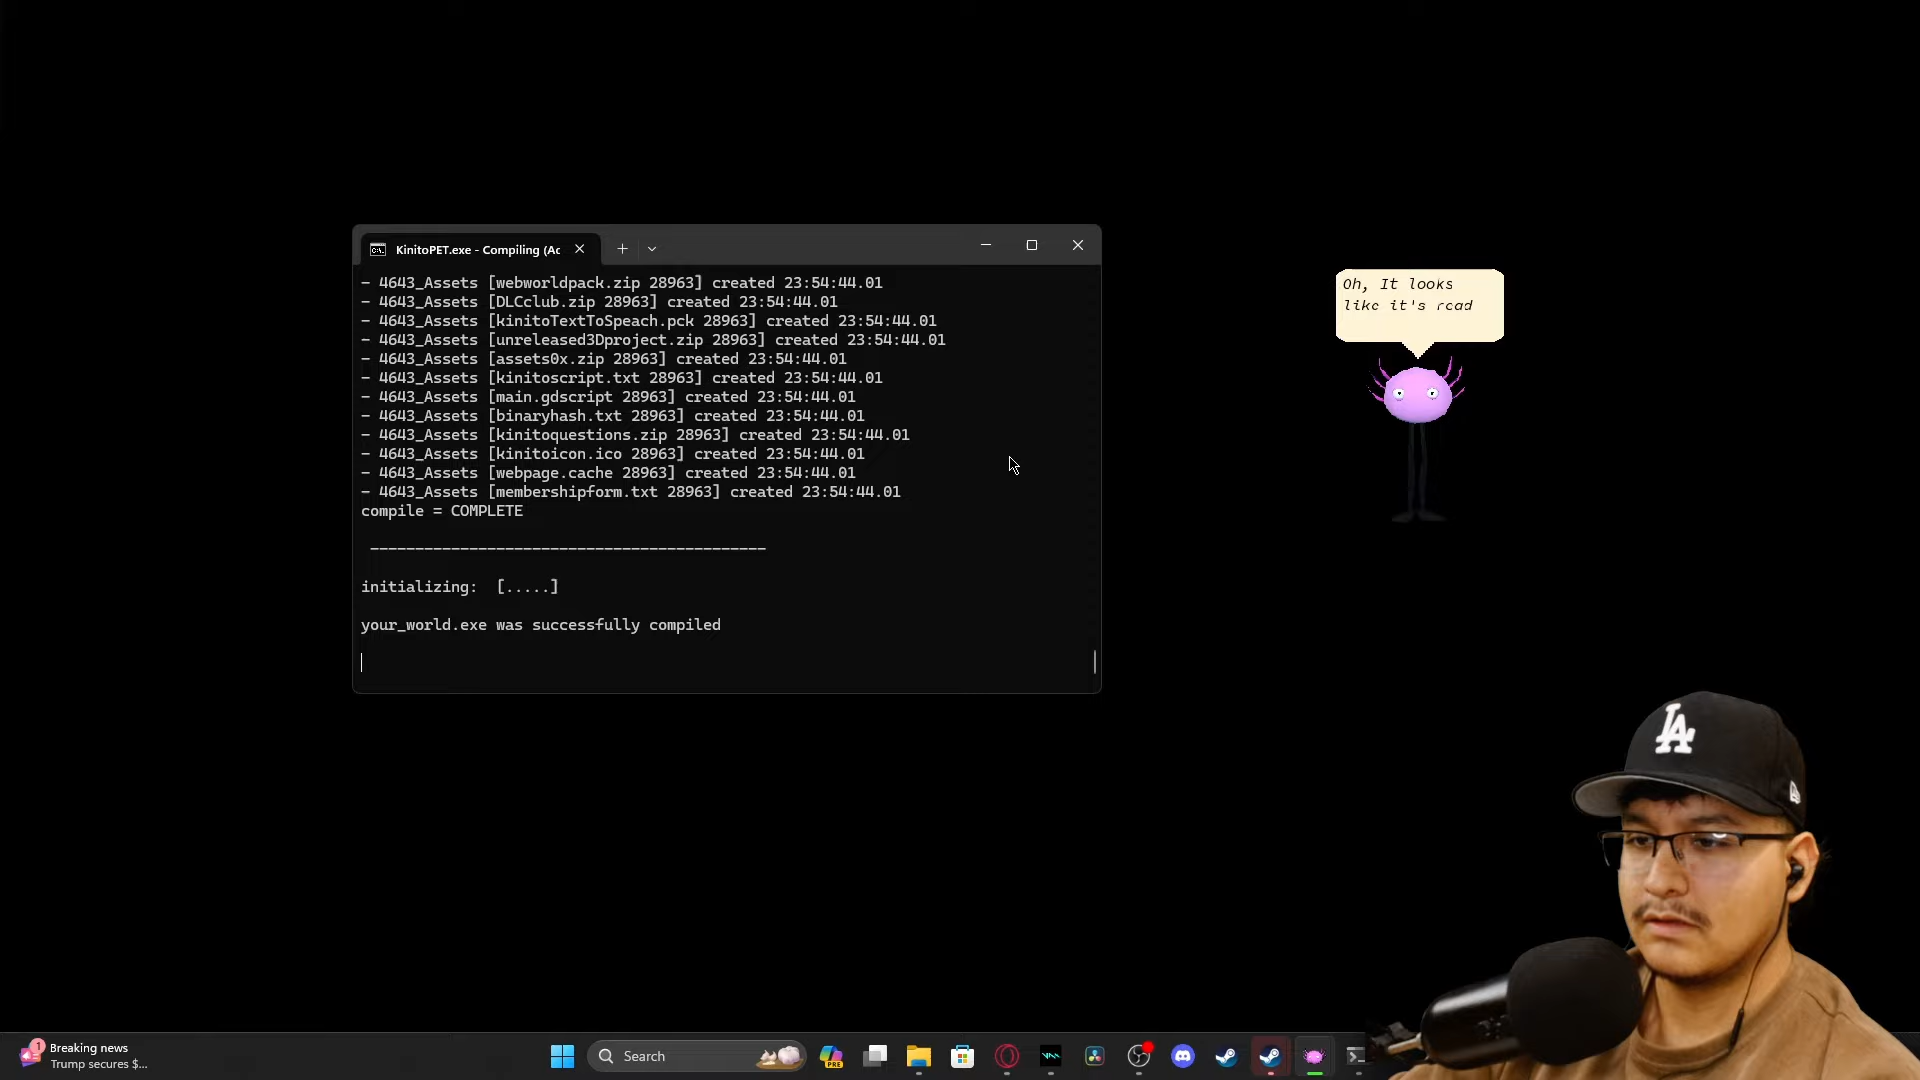 KinitoPET.exe - Compiling (Ac
- 4643_Assets [webworldpack.zip 28963] created 23:54:44.01
- 4643_Assets [DLCclub.zip 28963] created 23:54:44.01
- 4643_Assets [kinitoTextToSpeach.pck 28963] created 23:54:44.01
- 4643_Assets [unreleased3Dproject.zip 28963] created 23:54:44.01
- 4643_Assets [assets0x.zip 28963] created 23:54:44.01
- 4643_Assets [kinitoscript.txt 28963] created 23:54:44.01
- 4643_Assets [main.gdscript 28963] created 23:54:44.01
- 4643_Assets [binaryhash.txt 28963] created 23:54:44.01
- 4643_Assets [kinitoquestions.zip 28963] created 23:54:44.01
- 4643_Assets [kinitoicon.ico 28963] created 23:54:44.01
- 4643_Assets [webpage.cache 28963] created 23:54:44.01
- 4643_Assets [membershipform.txt 28963] created 23:54:44.01
compile = COMPLETE
--------------------------------------------
initializing:  [.....]
your_world.exe was successfully compiled
Oh, It looks
like it's read
LA
1
Breaking news
Trump secures $...
Search
PRE